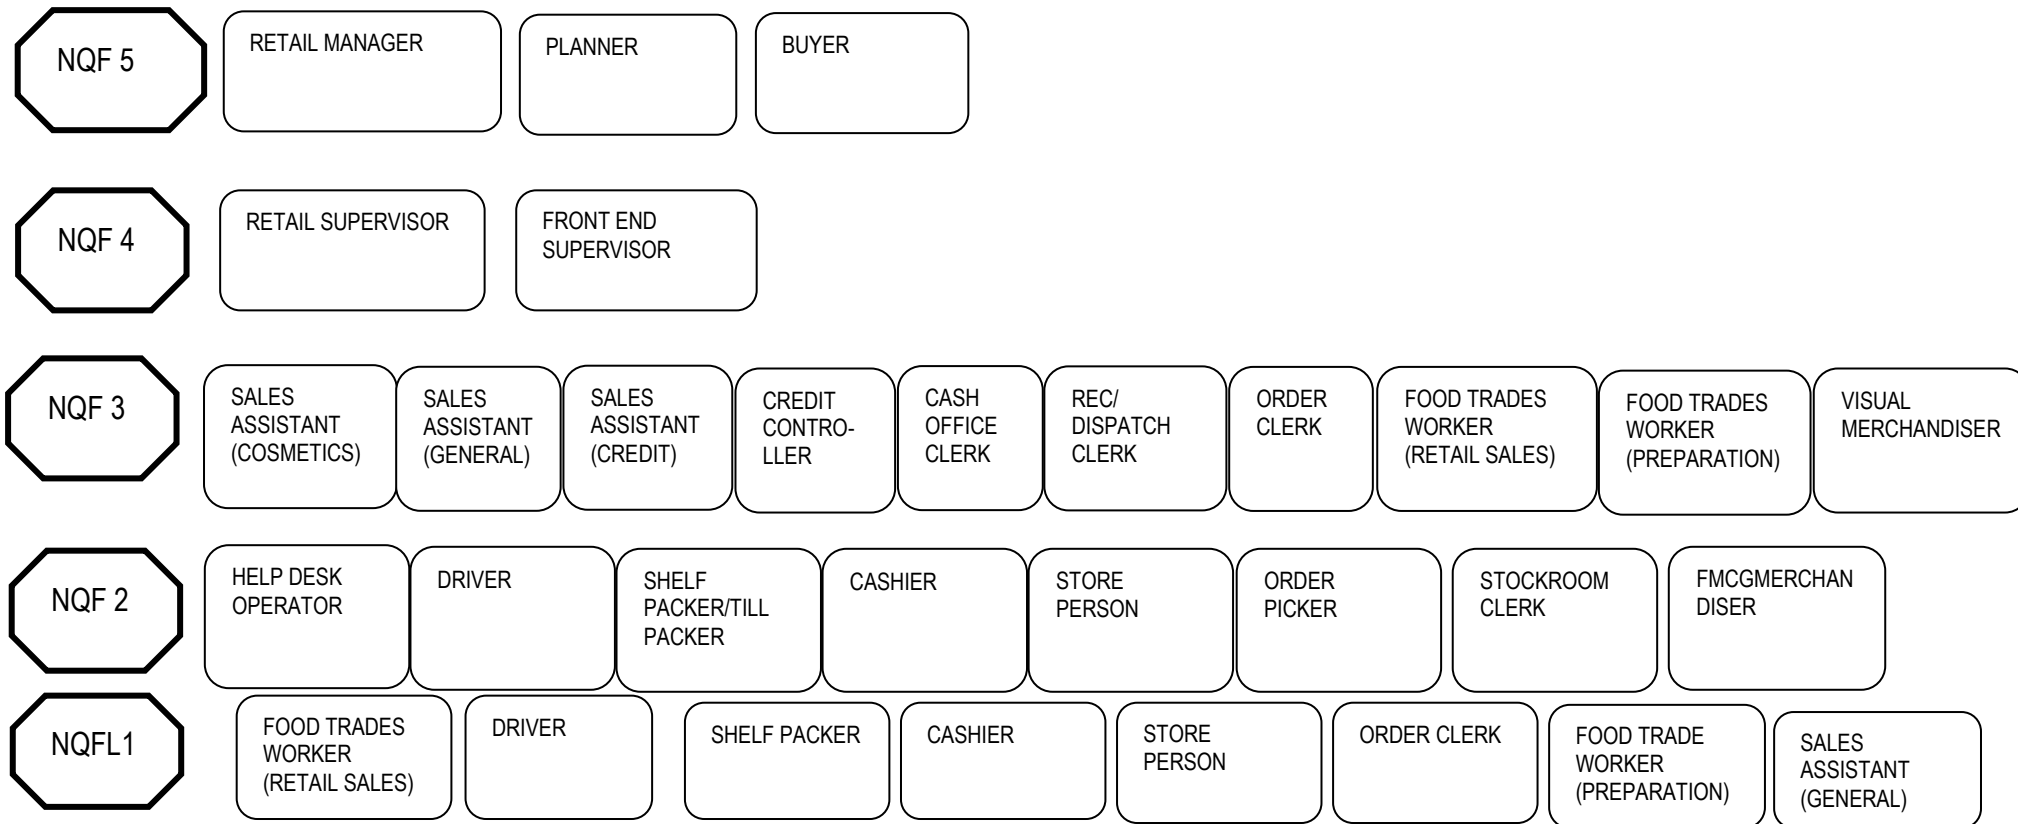 NQF 5
RETAIL MANAGER
PLANNER
BUYER
NQF 4
RETAIL SUPERVISOR
FRONT END
SUPERVISOR
NQF 3
SALES
ASSISTANT
(COSMETICS)
SALES
ASSISTANT
(GENERAL)
SALES
ASSISTANT
(CREDIT)
CREDIT
CONTRO-
LLER
CASH
OFFICE
CLERK
REC/
DISPATCH
CLERK
ORDER
CLERK
FOOD TRADES
WORKER
(RETAIL SALES)
FOOD TRADES
WORKER
(PREPARATION)
VISUAL
MERCHANDISER
NQF 2
HELP DESK
OPERATOR
DRIVER
SHELF
PACKER/TILL
PACKER
CASHIER
STORE
PERSON
ORDER
PICKER
STOCKROOM
CLERK
FMCGMERCHAN
DISER
NQFL1
FOOD TRADES
WORKER
(RETAIL SALES)
DRIVER
SHELF PACKER
CASHIER
STORE
PERSON
ORDER CLERK
FOOD TRADE
WORKER
(PREPARATION)
SALES
ASSISTANT
(GENERAL)